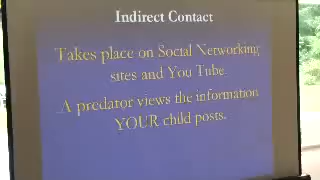 Indirect Contact
Takes place on Social Networking
sites and You Tube
A predator views the information
YOUR child posts.